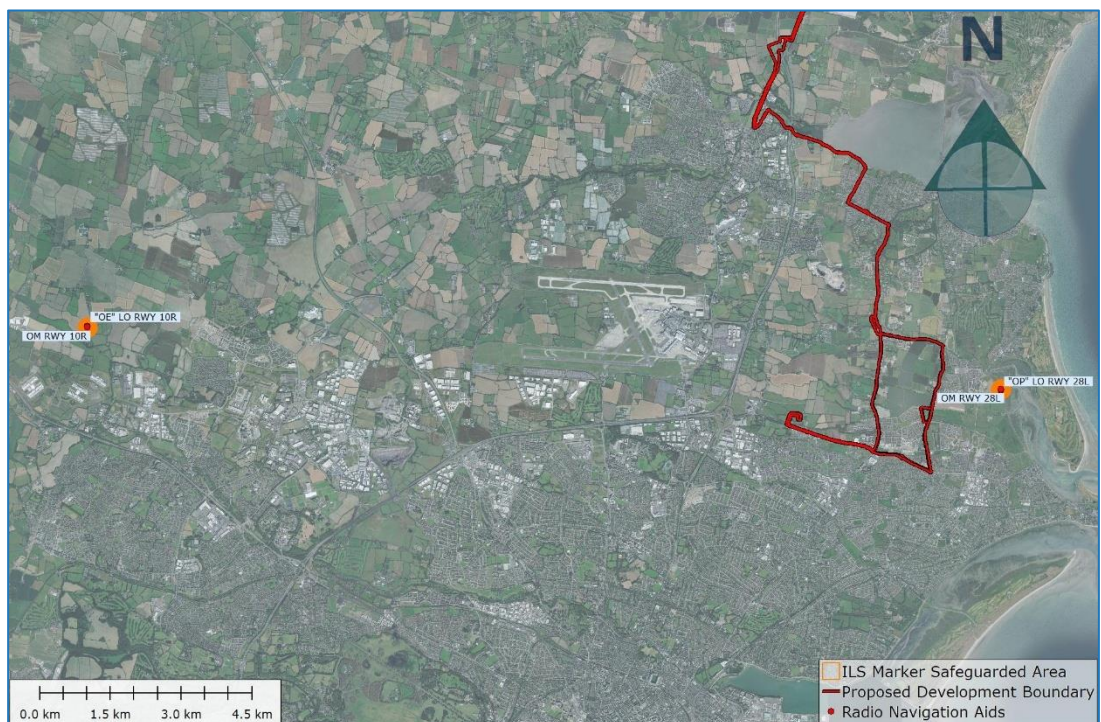 N
"OE" LO RWY 10R
OM RWY 10R
"OP" LO RWY 28L
OM RWY 28L
ILS Marker Safeguarded Area
Proposed Development Boundary
Radio Navigation Aids
0.0 km 1.5 km 3.0 km 4.5 km